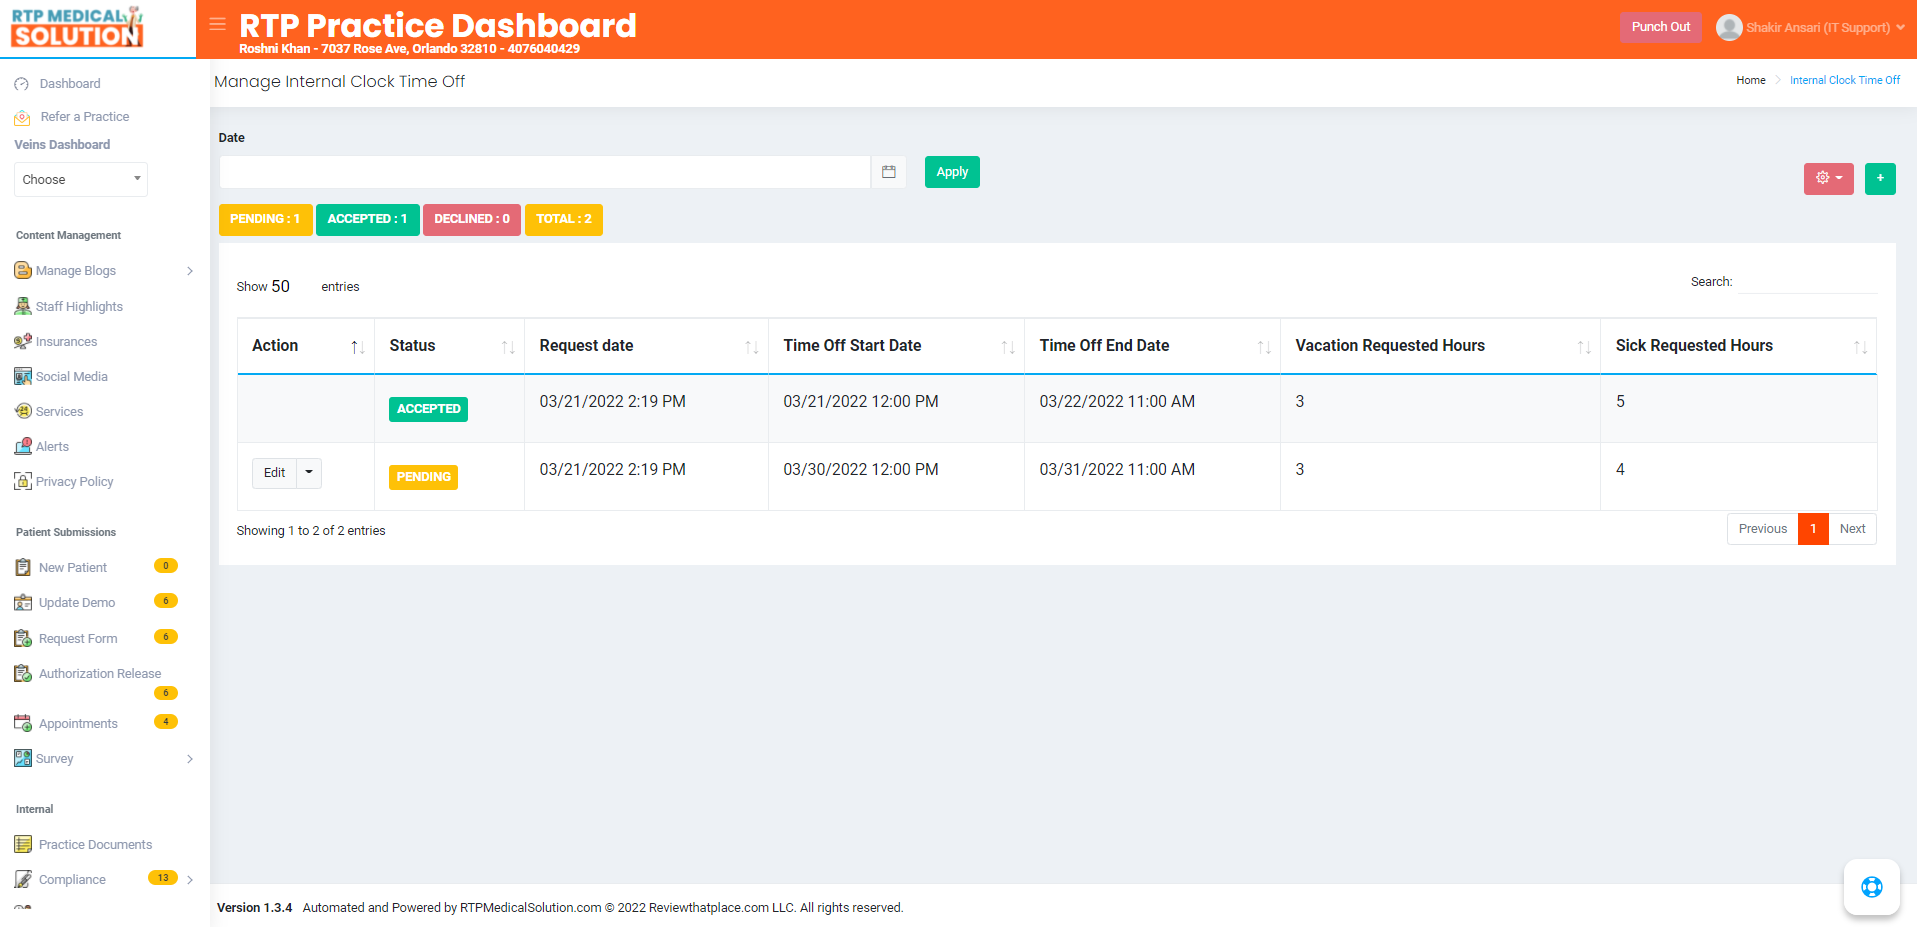 RTP MEDICAL
SOLUTION
RTP Practice Dashboard
Roshni Khan - 7037 Rose Ave, Orlando 32810 - 4076040429
Punch Out
Shakir Ansari (IT Support)
Dashboard
Refer a Practice
Veins Dashboard
Choose
Content Management
Manage Blogs
Staff Highlights
Insurances
Social Media
Services
Alerts
Privacy Policy
Patient Submissions
New Patient 0
Update Demo 6
Request Form 6
Authorization Release
6
Appointments 4
Survey
Internal
Practice Documents
Compliance 13
Manage Internal Clock Time Off
Home Internal Clock Time Off
Date
Apply
+
PENDING : 1 ACCEPTED : 1 DECLINED : 0 TOTAL : 2
Show 50 entries
Search:
Action Status Request date Time Off Start Date Time Off End Date Vacation Requested Hours Sick Requested Hours
ACCEPTED 03/21/2022 2:19 PM 03/21/2022 12:00 PM 03/22/2022 11:00 AM 3 5
Edit PENDING 03/21/2022 2:19 PM 03/30/2022 12:00 PM 03/31/2022 11:00 AM 3 4
Showing 1 to 2 of 2 entries
Previous 1 Next
Version 1.3.4 Automated and Powered by RTPMedicalSolution.com © 2022 Reviewthatplace.com LLC. All rights reserved.